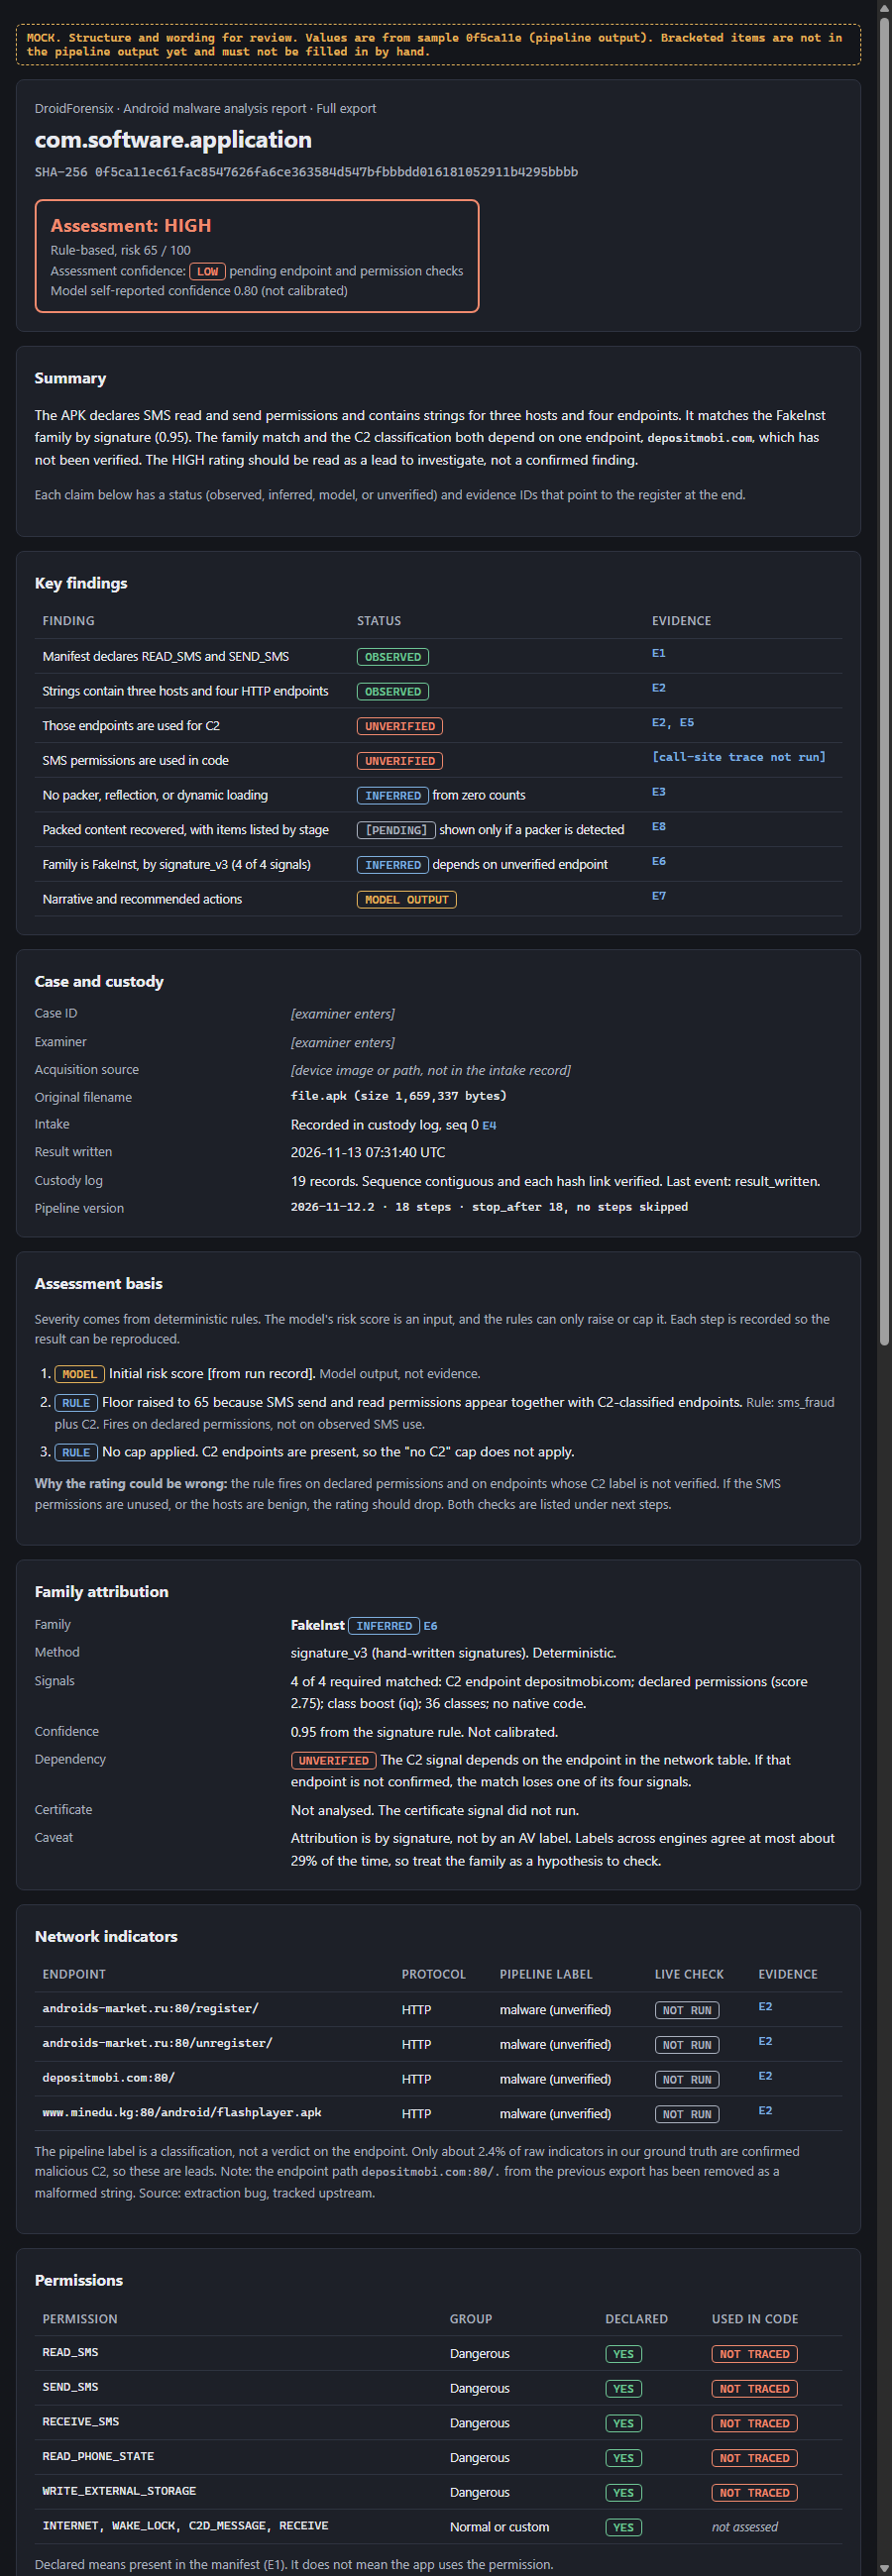 MOCK. Structure and wording for review. Values are from sample 0f5ca11e (pipeline output). Bracketed items are not in
the pipeline output yet and must not be filled in by hand.
DroidForensix · Android malware analysis report · Full export
com.software.application
SHA-256 0f5ca11ec61fac8547626fa6ce363584d547bfbbbdd016181052911b4295bbbb
Assessment: HIGH
Rule-based, risk 65 / 100
Assessment confidence: LOW pending endpoint and permission checks
Model self-reported confidence 0.80 (not calibrated)
Summary
The APK declares SMS read and send permissions and contains strings for three hosts and four endpoints. It matches the FakeInst
family by signature (0.95). The family match and the C2 classification both depend on one endpoint, depositmobi.com, which has
not been verified. The HIGH rating should be read as a lead to investigate, not a confirmed finding.
Each claim below has a status (observed, inferred, model, or unverified) and evidence IDs that point to the register at the end.
Key findings
FINDING STATUS EVIDENCE
Manifest declares READ_SMS and SEND_SMS OBSERVED E1
Strings contain three hosts and four HTTP endpoints OBSERVED E2
Those endpoints are used for C2 UNVERIFIED E2, E5
SMS permissions are used in code UNVERIFIED [call-site trace not run]
No packer, reflection, or dynamic loading INFERRED from zero counts E3
Packed content recovered, with items listed by stage [PENDING] shown only if a packer is detected E8
Family is FakeInst, by signature_v3 (4 of 4 signals) INFERRED depends on unverified endpoint E6
Narrative and recommended actions MODEL OUTPUT E7
Case and custody
Case ID [examiner enters]
Examiner [examiner enters]
Acquisition source [device image or path, not in the intake record]
Original filename file.apk (size 1,659,337 bytes)
Intake Recorded in custody log, seq 0 E4
Result written 2026-11-13 07:31:40 UTC
Custody log 19 records. Sequence contiguous and each hash link verified. Last event: result_written.
Pipeline version 2026-11-12.2 · 18 steps · stop_after 18, no steps skipped
Assessment basis
Severity comes from deterministic rules. The model's risk score is an input, and the rules can only raise or cap it. Each step is recorded so the
result can be reproduced.
1. MODEL Initial risk score [from run record]. Model output, not evidence.
2. RULE Floor raised to 65 because SMS send and read permissions appear together with C2-classified endpoints. Rule: sms_fraud
plus C2. Fires on declared permissions, not on observed SMS use.
3. RULE No cap applied. C2 endpoints are present, so the "no C2" cap does not apply.
Why the rating could be wrong: the rule fires on declared permissions and on endpoints whose C2 label is not verified. If the SMS
permissions are unused, or the hosts are benign, the rating should drop. Both checks are listed under next steps.
Family attribution
Family FakeInst INFERRED E6
Method signature_v3 (hand-written signatures). Deterministic.
Signals 4 of 4 required matched: C2 endpoint depositmobi.com; declared permissions (score
2.75); class boost (iq); 36 classes; no native code.
Confidence 0.95 from the signature rule. Not calibrated.
Dependency UNVERIFIED The C2 signal depends on the endpoint in the network table. If that
endpoint is not confirmed, the match loses one of its four signals.
Certificate Not analysed. The certificate signal did not run.
Caveat Attribution is by signature, not by an AV label. Labels across engines agree at most about
29% of the time, so treat the family as a hypothesis to check.
Network indicators
ENDPOINT PROTOCOL PIPELINE LABEL LIVE CHECK EVIDENCE
androids-market.ru:80/register/ HTTP malware (unverified) NOT RUN E2
androids-market.ru:80/unregister/ HTTP malware (unverified) NOT RUN E2
depositmobi.com:80/ HTTP malware (unverified) NOT RUN E2
www.minedu.kg:80/android/flashplayer.apk HTTP malware (unverified) NOT RUN E2
The pipeline label is a classification, not a verdict on the endpoint. Only about 2.4% of raw indicators in our ground truth are confirmed
malicious C2, so these are leads. Note: the endpoint path depositmobi.com:80/. from the previous export has been removed as a
malformed string. Source: extraction bug, tracked upstream.
Permissions
PERMISSION GROUP DECLARED USED IN CODE
READ_SMS Dangerous YES NOT TRACED
SEND_SMS Dangerous YES NOT TRACED
RECEIVE_SMS Dangerous YES NOT TRACED
READ_PHONE_STATE Dangerous YES NOT TRACED
WRITE_EXTERNAL_STORAGE Dangerous YES NOT TRACED
INTERNET, WAKE_LOCK, C2D_MESSAGE, RECEIVE Normal or custom YES not assessed
Declared means present in the manifest (E1). It does not mean the app uses the permission.